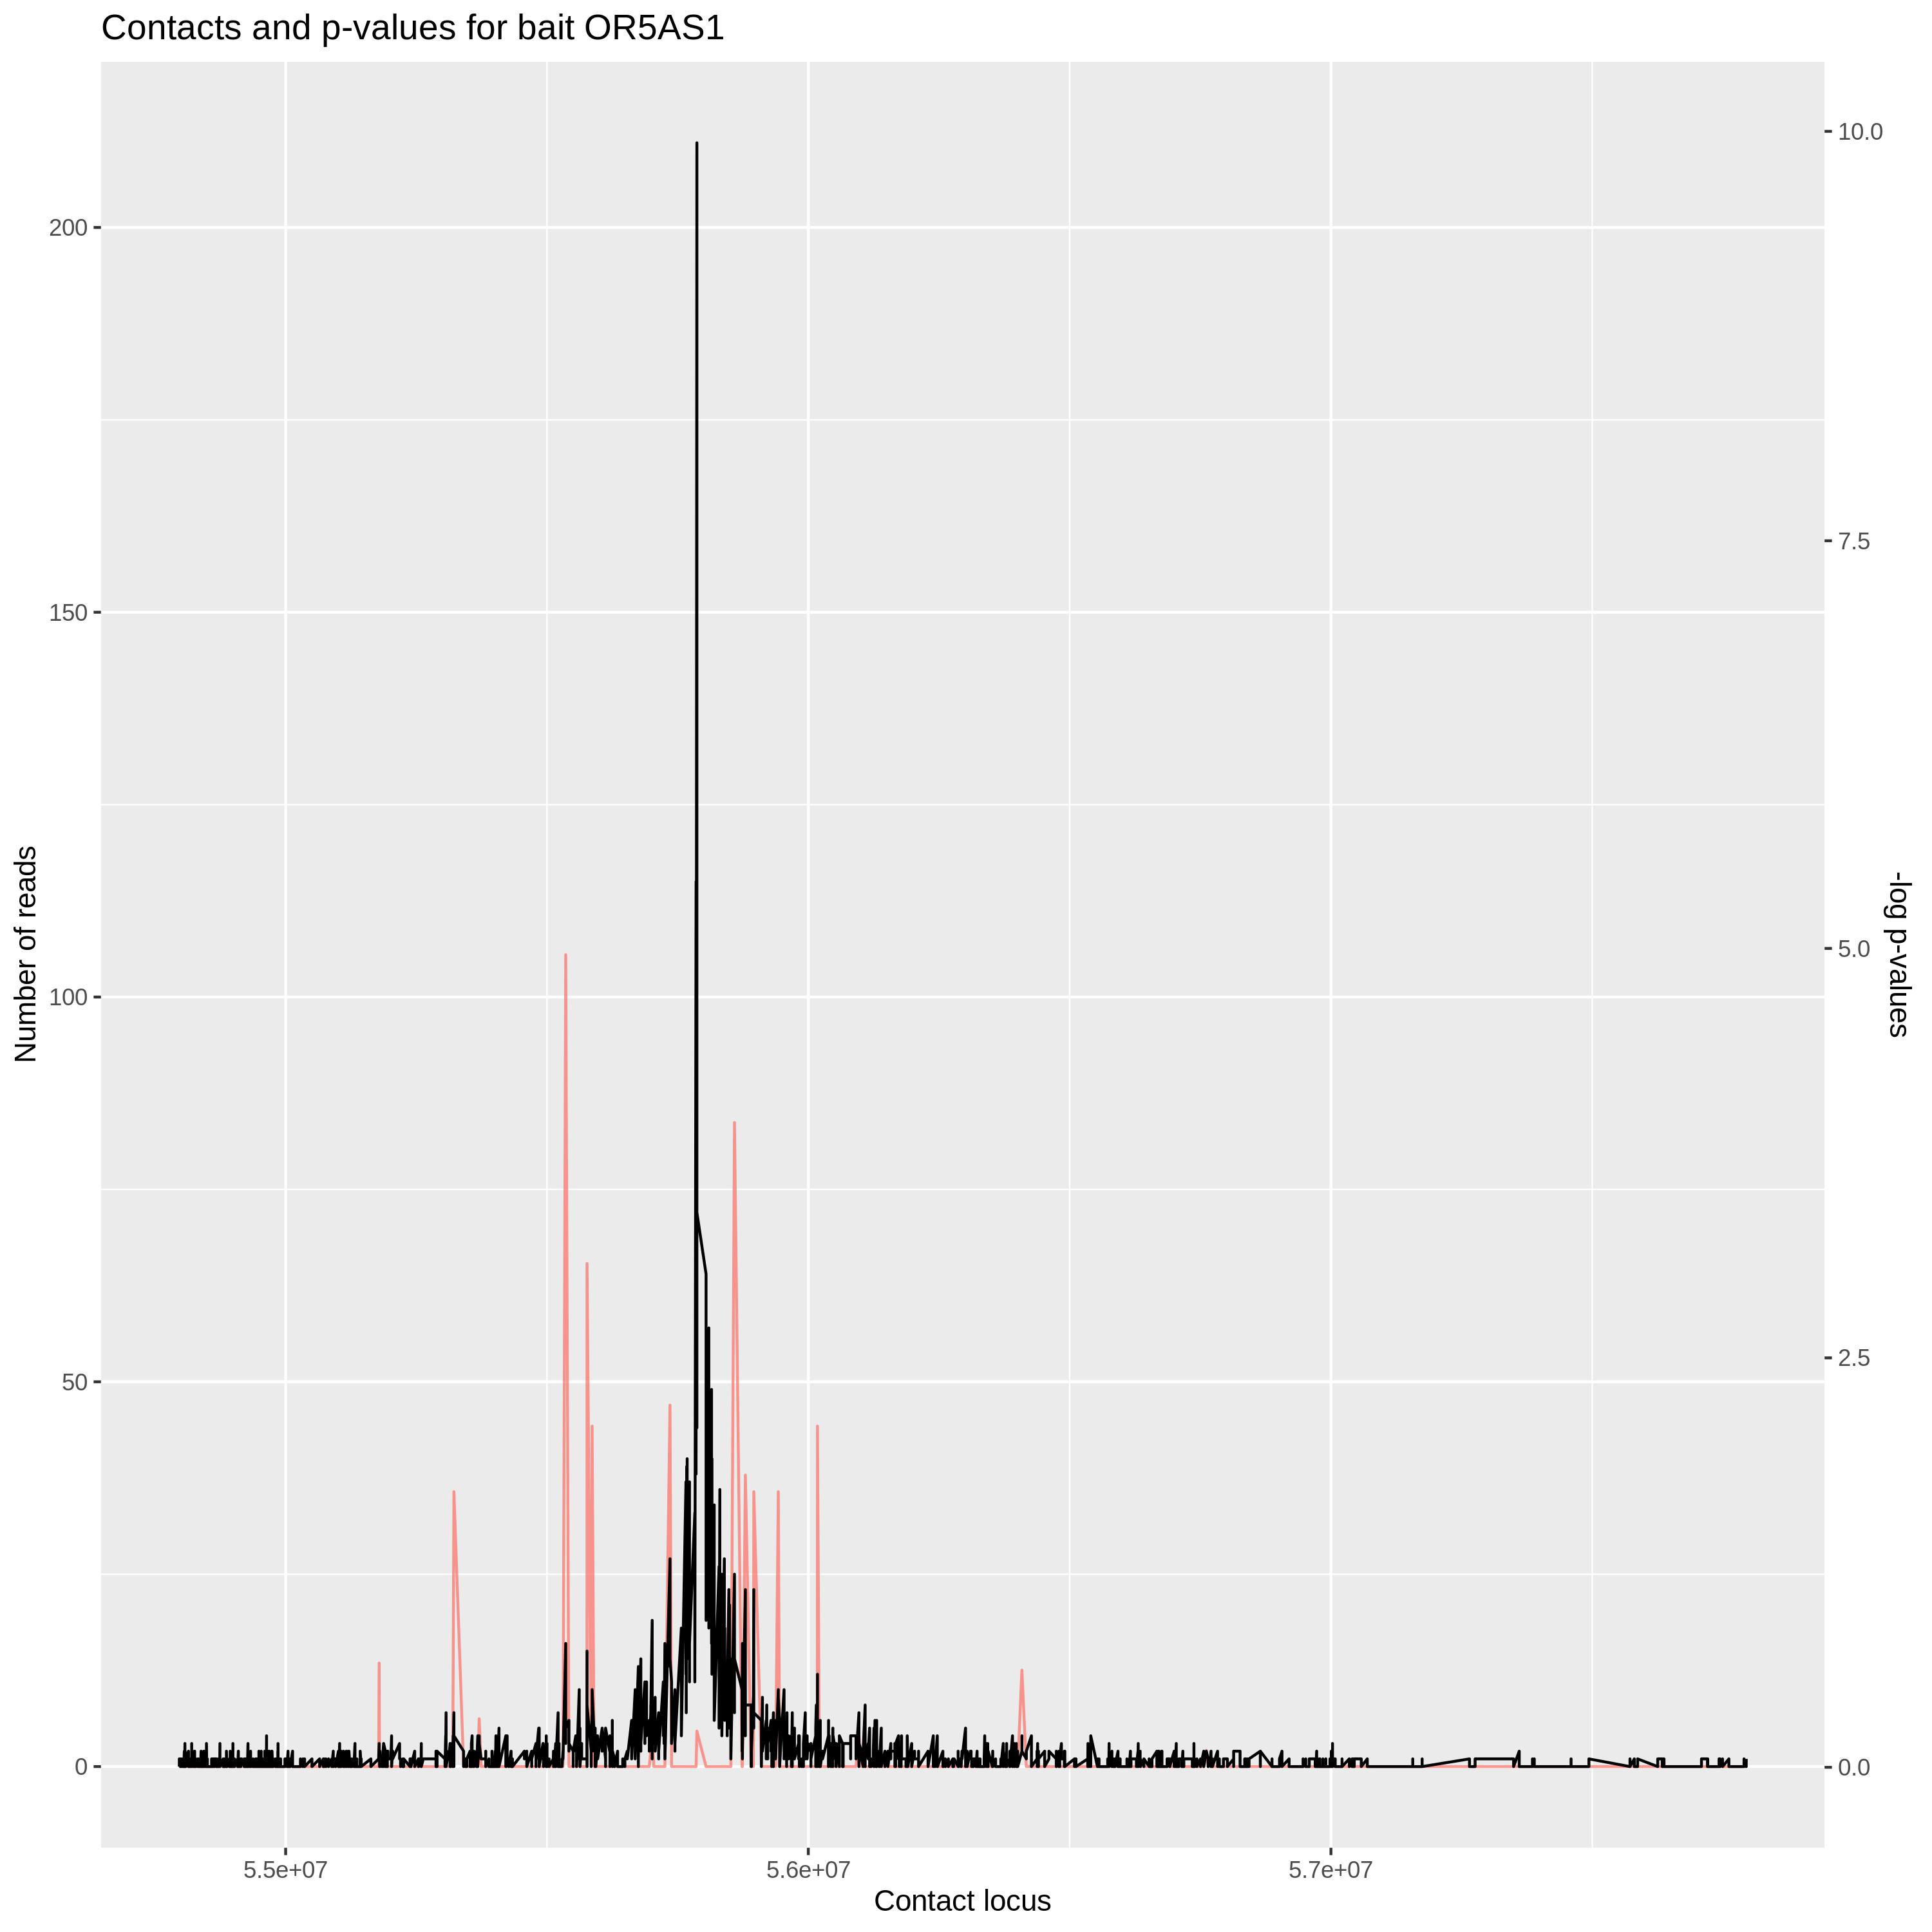 Contacts and p-values for bait OR5AS1
200
150
100
50
0
Number of reads
10.0
7.5
5.0
2.5
0.0
-log p-values
5.5e+07
5.6e+07
5.7e+07
Contact locus